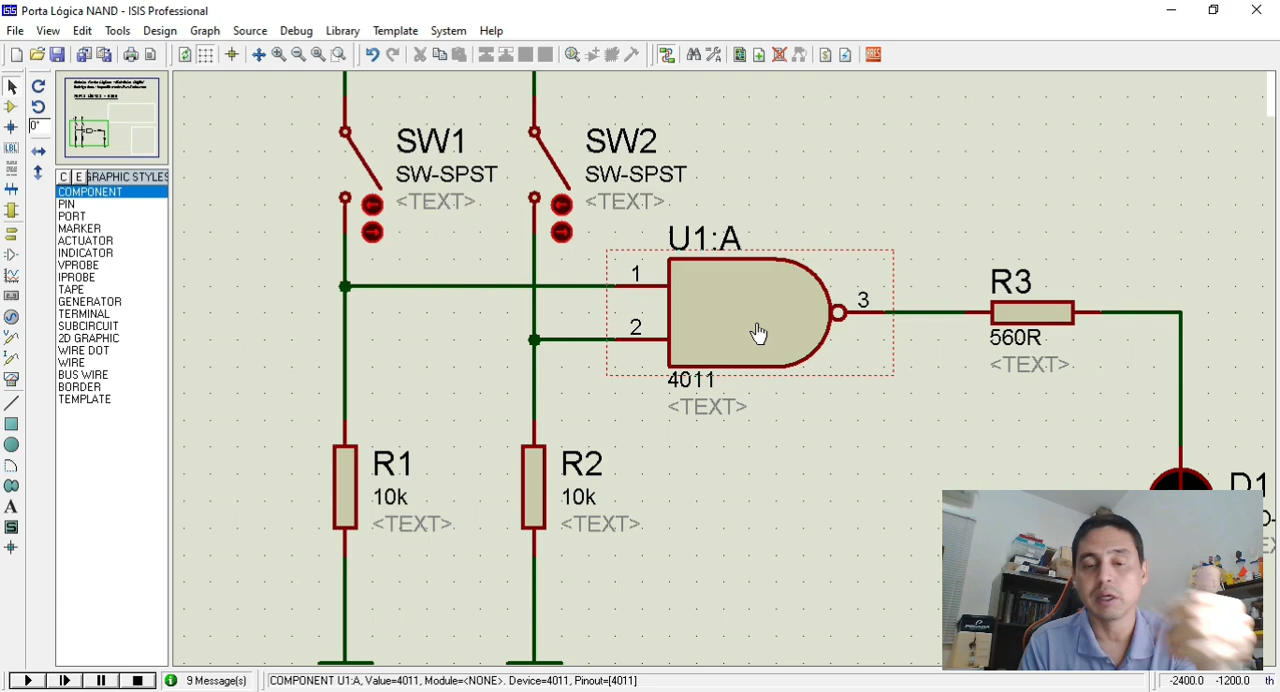 Porta Lógica NAND - ISIS Professional
File View Edit Tools Design Graph Source Debug Library Template System Help
0°
LBL
C E GRAPHIC STYLES
COMPONENT
PIN
PORT
MARKER
ACTUATOR
INDICATOR
VPROBE
IPROBE
TAPE
GENERATOR
TERMINAL
SUBCIRCUIT
2D GRAPHIC
WIRE DOT
WIRE
BUS WIRE
BORDER
TEMPLATE
SW1
SW-SPST
<TEXT>
SW2
SW-SPST
<TEXT>
U1:A
1
2
3
4011
<TEXT>
R3
560R
<TEXT>
R1
10k
<TEXT>
R2
10k
<TEXT>
D1
9 Message(s)
COMPONENT U1:A, Value=4011, Module=<NONE>. Device=4011, Pinout=[4011]
-2400.0 -1200.0 th